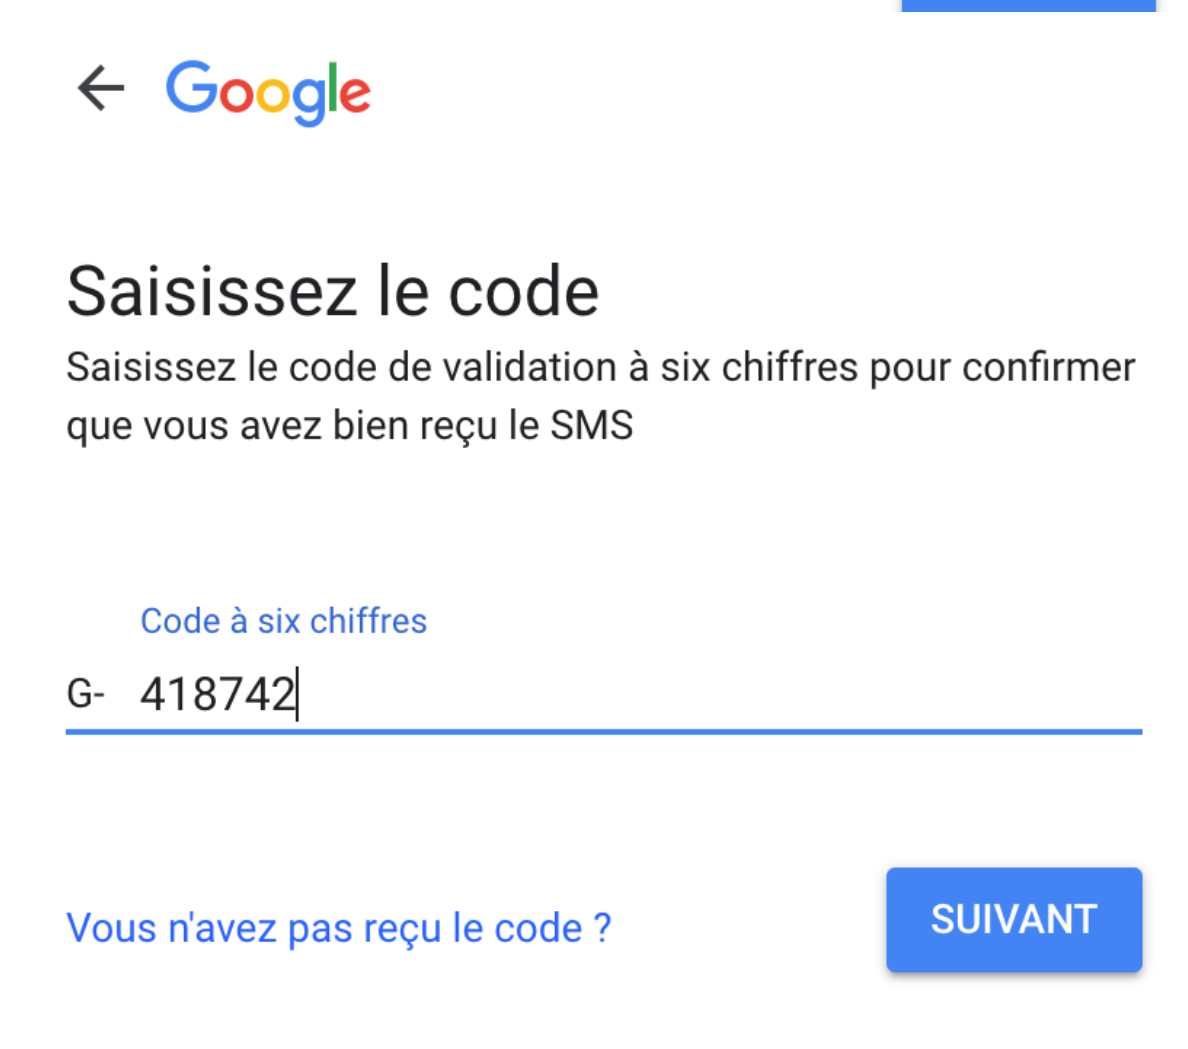 Google
Saisissez le code
Saisissez le code de validation à six chiffres pour confirmer
que vous avez bien reçu le SMS
Code à six chiffres
G- 418742
Vous n'avez pas reçu le code ?
SUIVANT